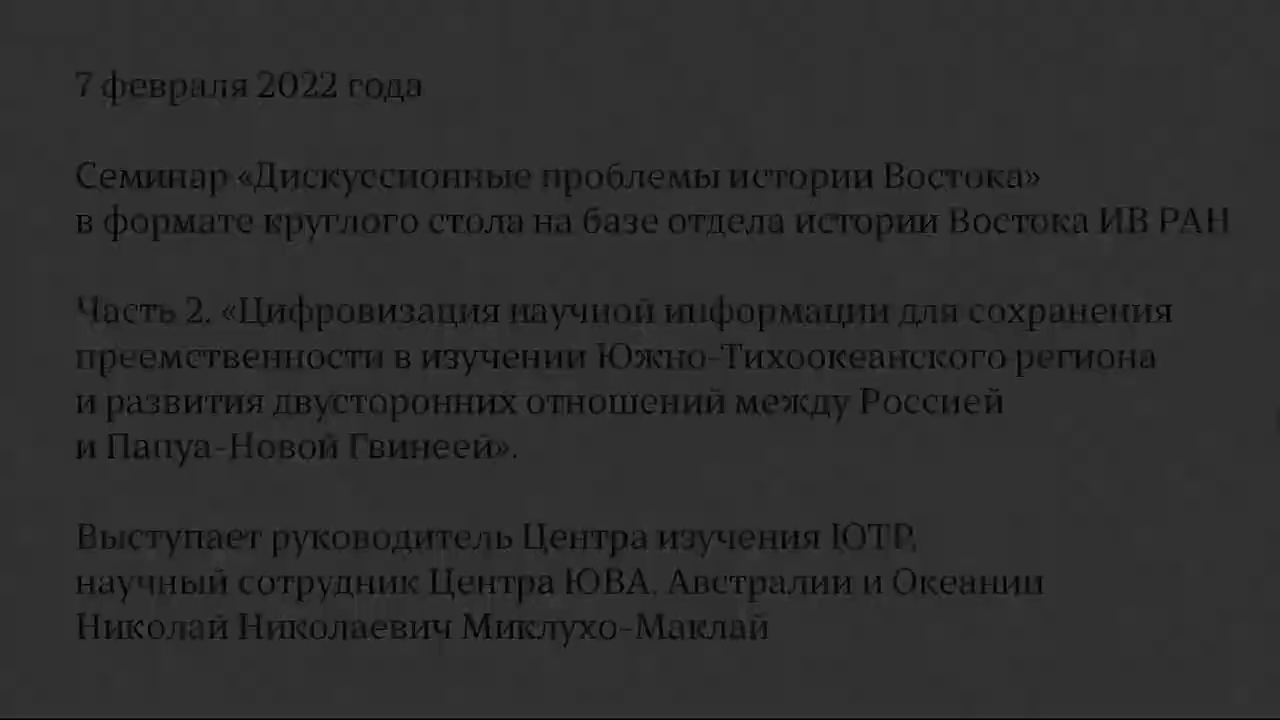 7 февраля 2022 года
Семинар «Дискуссионные проблемы истории Востока»
в формате круглого стола на базе отдела истории Востока ИВ РАН
Часть 2. «Цифровизация научной информации для сохранения
преемственности в изучении Южно-Тихоокеанского региона
и развития двусторонних отношений между Россией
и Папуа-Новой Гвинеей».
Выступает руководитель Центра изучения ЮТР,
научный сотрудник Центра ЮВА, Австралии и Океании
Николай Николаевич Миклухо-Маклай